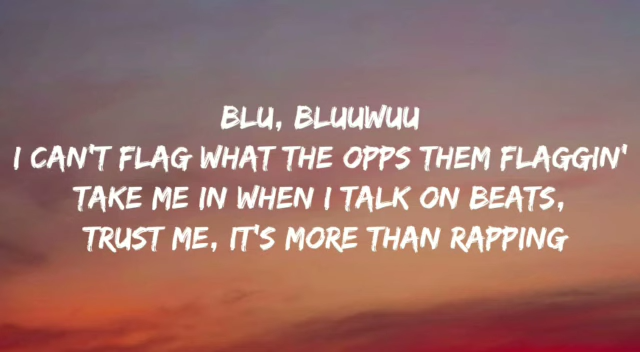 BLU, BLUUWUU
I CAN'T FLAG WHAT THE OPPS THEM FLAGGIN'
TAKE ME IN WHEN I TALK ON BEATS,
TRUST ME, IT'S MORE THAN RAPPING